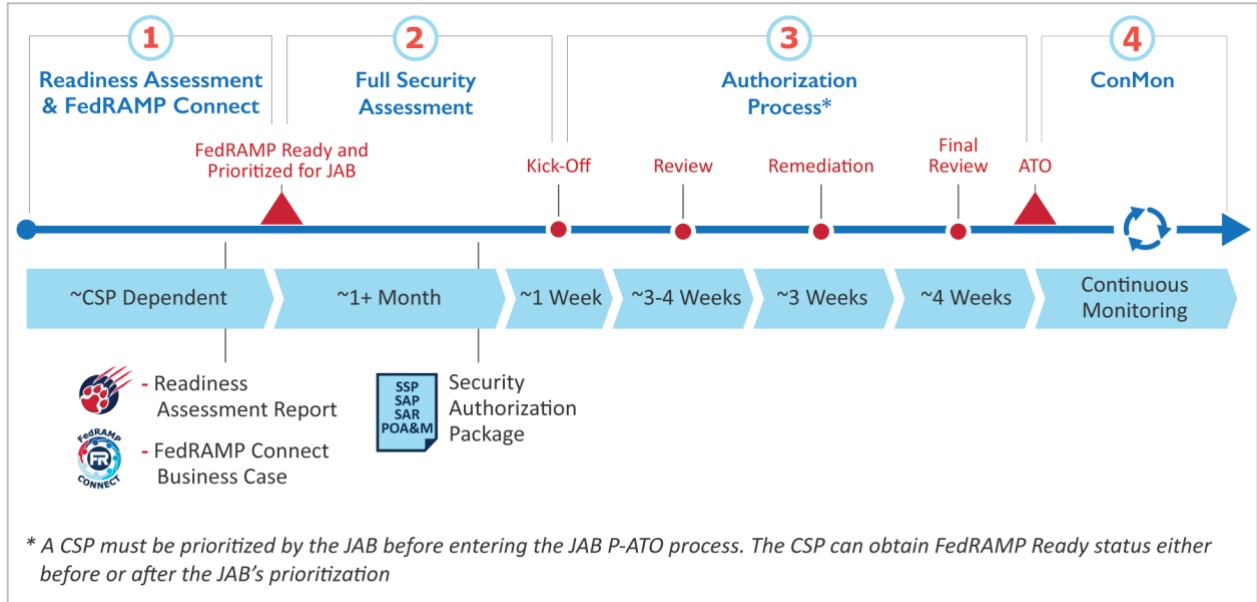 1
2
3
4
Readiness Assessment
& FedRAMP Connect
Full Security
Assessment
Authorization
Process*
ConMon
FedRAMP Ready and
Prioritized for JAB
Kick-Off
Review
Remediation
Final
Review
ATO
~CSP Dependent
~1+ Month
~1 Week
~3-4 Weeks
~3 Weeks
~4 Weeks
Continuous
Monitoring
- Readiness
Assessment Report
FedRAMP
FR
CONNECT
- FedRAMP Connect
Business Case
SSP
SAP
SAR
POA&M
Security
Authorization
Package
* A CSP must be prioritized by the JAB before entering the JAB P-ATO process. The CSP can obtain FedRAMP Ready status either
before or after the JAB's prioritization